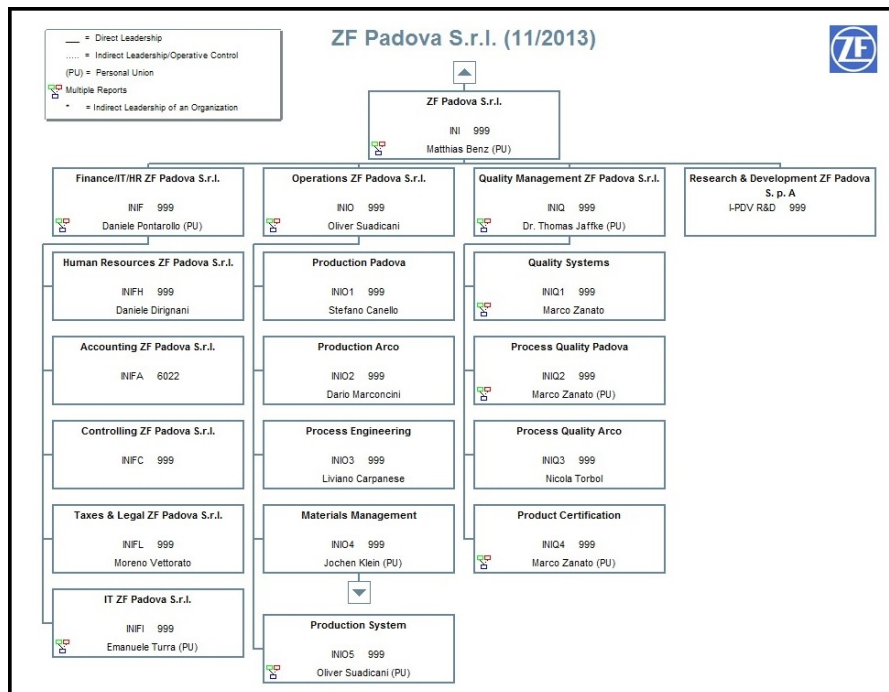 ZF Padova S.r.l. (11/2013)
___ = Direct Leadership
..... = Indirect Leadership/Operative Control
(PU) = Personal Union
Multiple Reports
* = Indirect Leadership of an Organization
ZF
ZF Padova S.r.l.
INI 999
Matthias Benz (PU)
Finance/IT/HR ZF Padova S.r.l.
INIF 999
Daniele Pontarollo (PU)
Human Resources ZF Padova S.r.l.
INIFH 999
Daniele Dirignani
Accounting ZF Padova S.r.l.
INIFA 6022
Controlling ZF Padova S.r.l.
INIFC 999
Taxes & Legal ZF Padova S.r.l.
INIFL 999
Moreno Vettorato
IT ZF Padova S.r.l.
INIFI 999
Emanuele Turra (PU)
Operations ZF Padova S.r.l.
INIO 999
Oliver Suadicani
Production Padova
INIO1 999
Stefano Canello
Production Arco
INIO2 999
Dario Marconcini
Process Engineering
INIO3 999
Liviano Carpanese
Materials Management
INIO4 999
Jochen Klein (PU)
Production System
INIO5 999
Oliver Suadicani (PU)
Quality Management ZF Padova S.r.l.
INIQ 999
Dr. Thomas Jaffke (PU)
Quality Systems
INIQ1 999
Marco Zanato
Process Quality Padova
INIQ2 999
Marco Zanato (PU)
Process Quality Arco
INIQ3 999
Nicola Torbol
Product Certification
INIQ4 999
Marco Zanato (PU)
Research & Development ZF Padova
S. p. A
I-PDV R&D 999